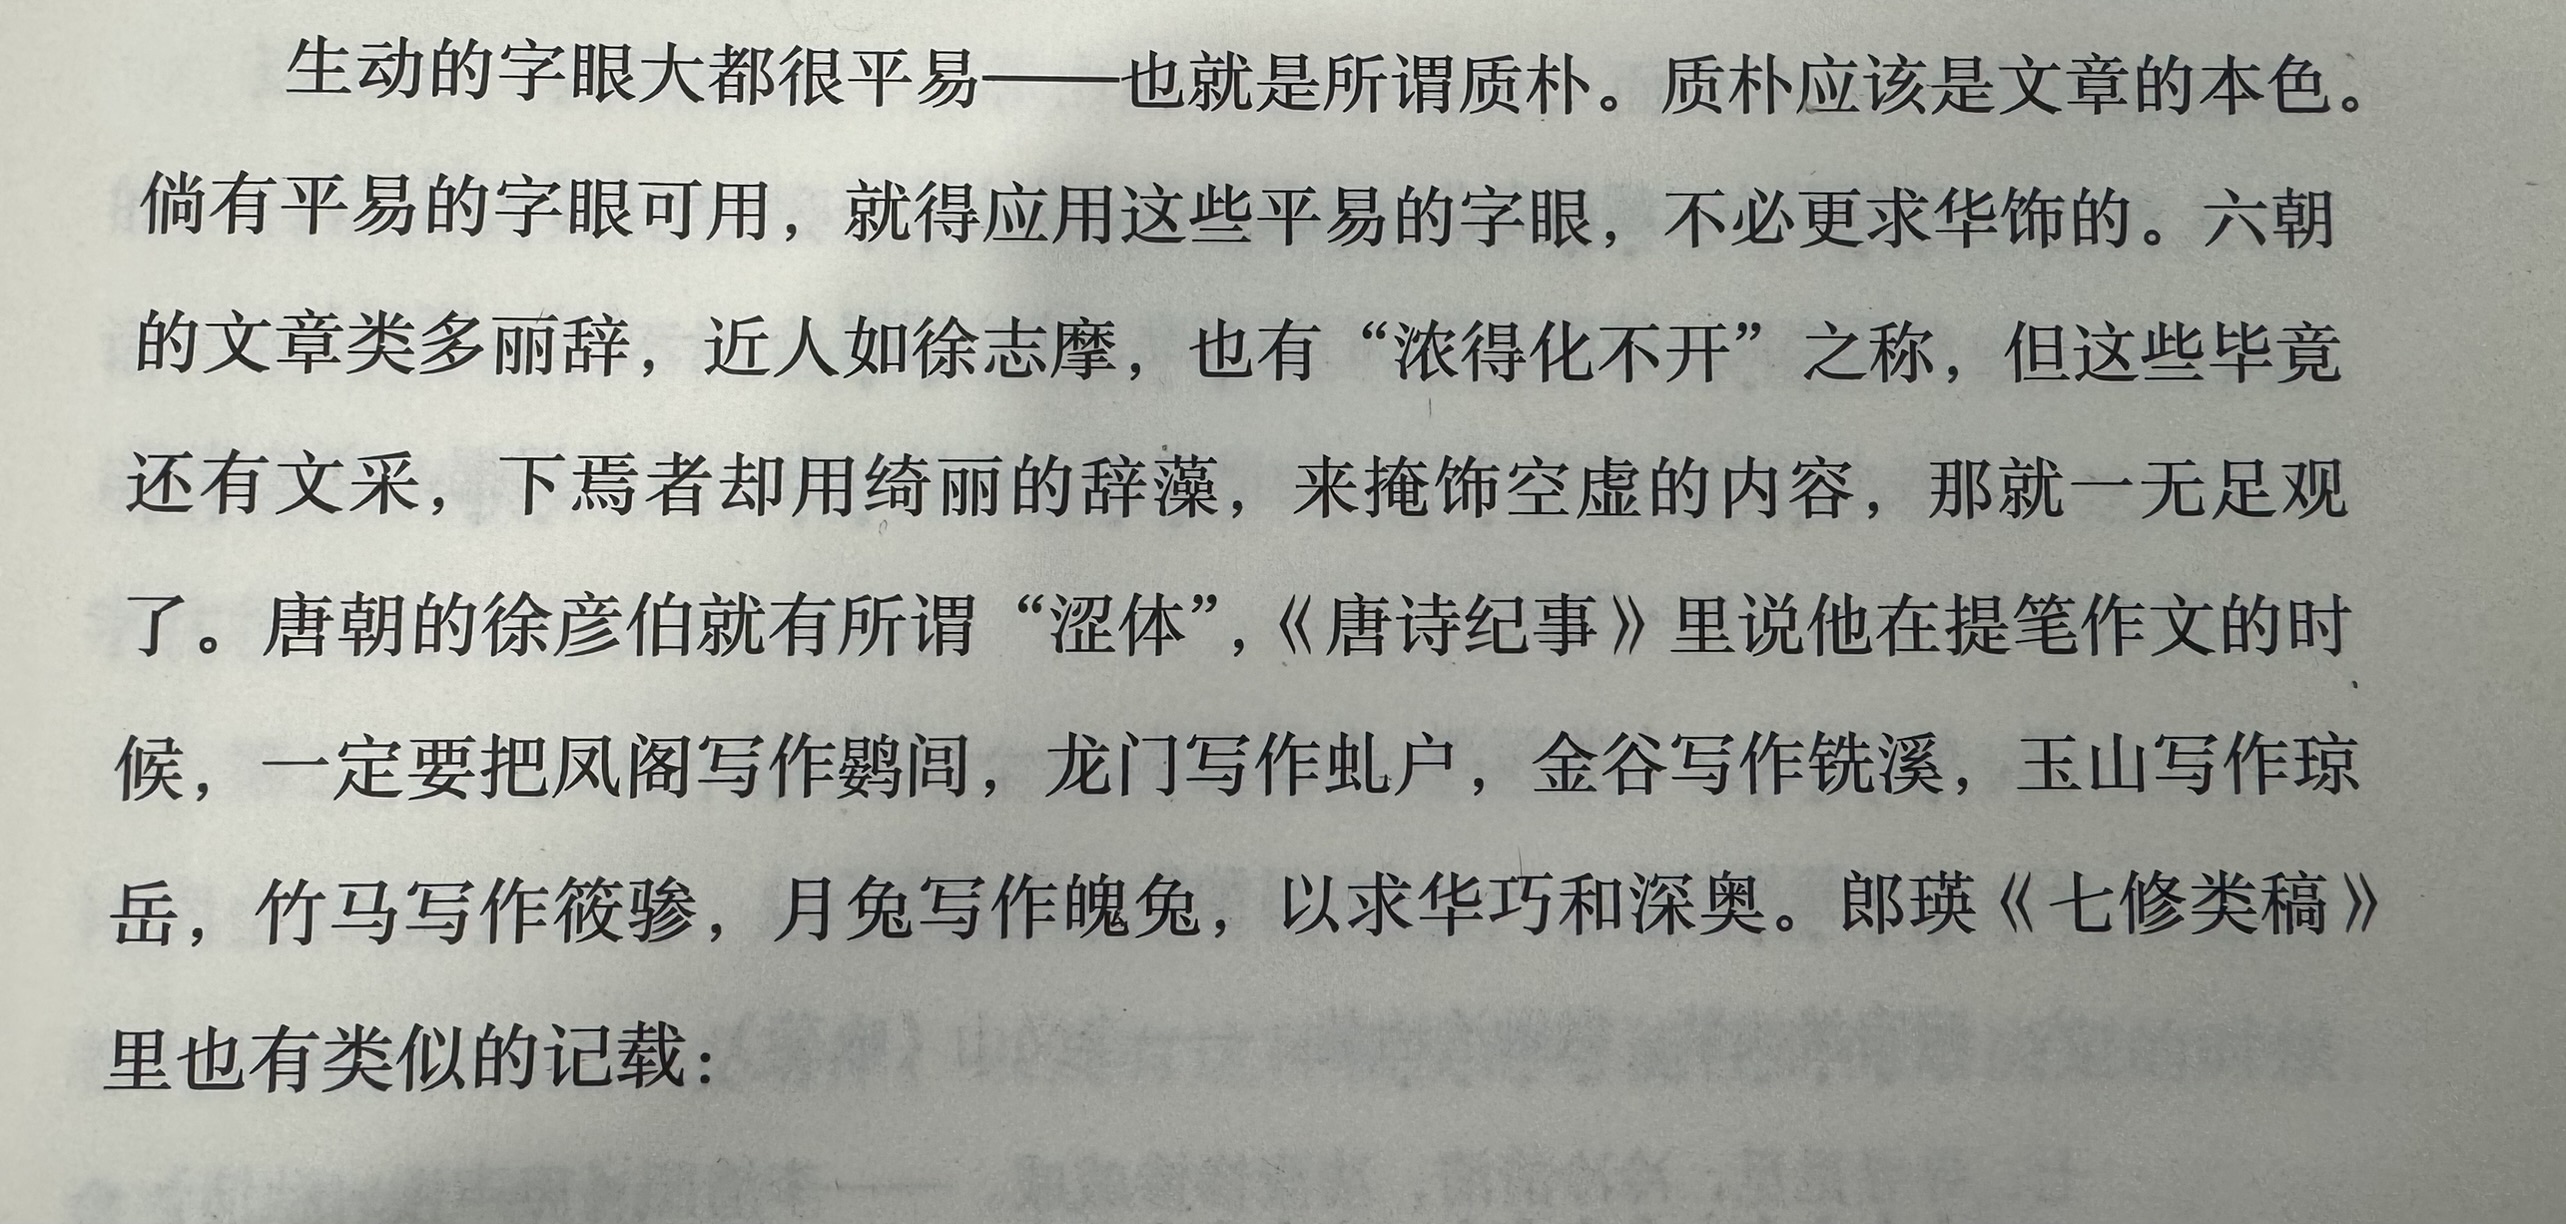 生动的字眼大都很平易——也就是所谓质朴。质朴应该是文章的本色。
倘有平易的字眼可用，就得应用这些平易的字眼，不必更求华饰的。六朝
的文章类多丽辞，近人如徐志摩，也有“浓得化不开”之称，但这些毕竟
还有文采，下焉者却用绮丽的辞藻，来掩饰空虚的内容，那就一无足观
了。唐朝的徐彦伯就有所谓“涩体”，《唐诗纪事》里说他在提笔作文的时
候，一定要把凤阁写作鹍闾，龙门写作虬户，金谷写作铣溪，玉山写作琼
岳，竹马写作筱骖，月兔写作魄兔，以求华巧和深奥。郎瑛《七修类稿》
里也有类似的记载：